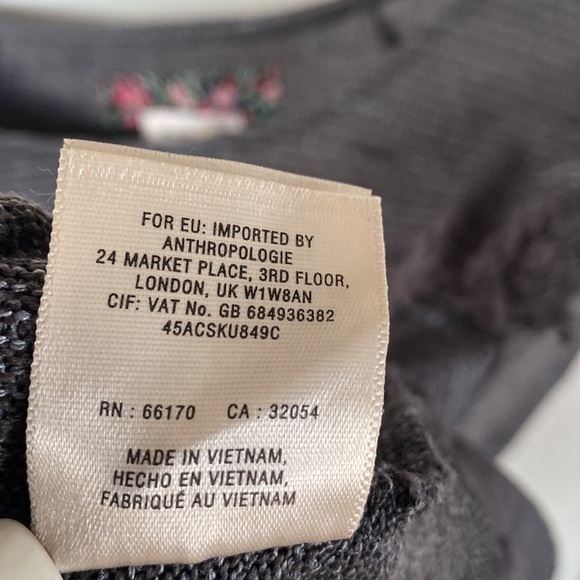 FOR EU: IMPORTED BY
ANTHROPOLOGIE
24 MARKET PLACE, 3RD FLOOR,
LONDON, UK W1W8AN
CIF: VAT No. GB 684936382
45ACSKU849C
RN : 66170 CA : 32054
MADE IN VIETNAM,
HECHO EN VIETNAM,
FABRIQUÉ AU VIETNAM